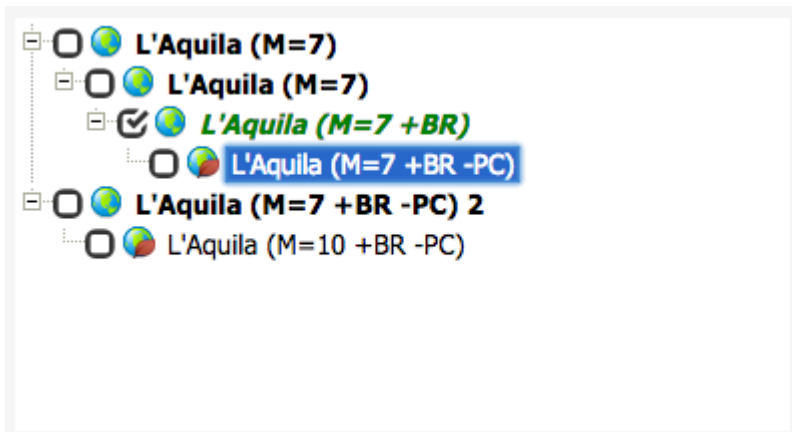 L'Aquila (M=7)
L'Aquila (M=7)
L'Aquila (M=7 +BR)
L'Aquila (M=7 +BR -PC)
L'Aquila (M=7 +BR -PC) 2
L'Aquila (M=10 +BR -PC)